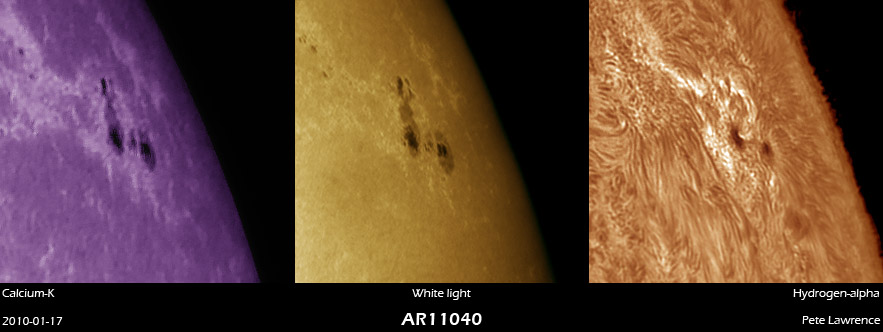 Calcium-K
White light
Hydrogen-alpha
2010-01-17
AR11040
Pete Lawrence